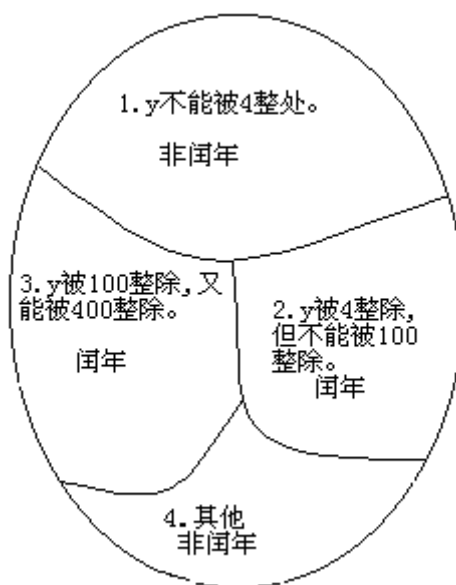 1.y不能被4整处。
非闰年
3.y被100整除,又
能被400整除。
闰年
2.y被4整除,
但不能被100
整除。
闰年
4.其他
非闰年